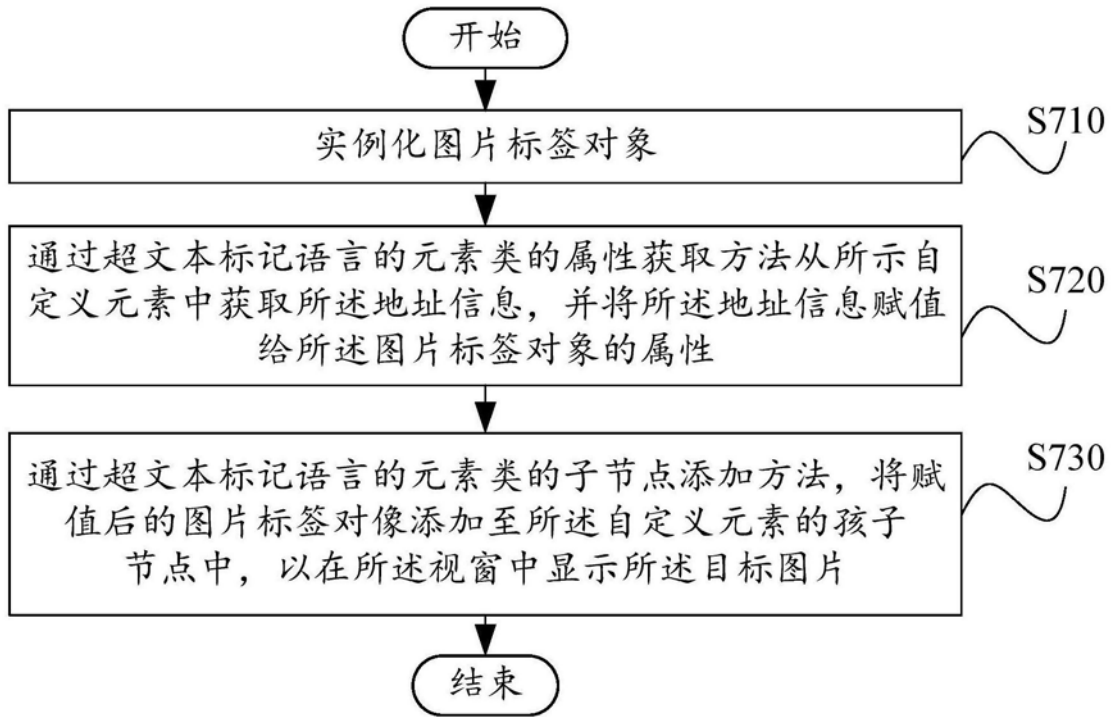 开始
实例化图片标签对象
S710
通过超文本标记语言的元素类的属性获取方法从所示自
定义元素中获取所述地址信息，并将所述地址信息赋值
给所述图片标签对象的属性
S720
通过超文本标记语言的元素类的子节点添加方法，将赋
值后的图片标签对像添加至所述自定义元素的孩子
节点中，以在所述视窗中显示所述目标图片
S730
结束